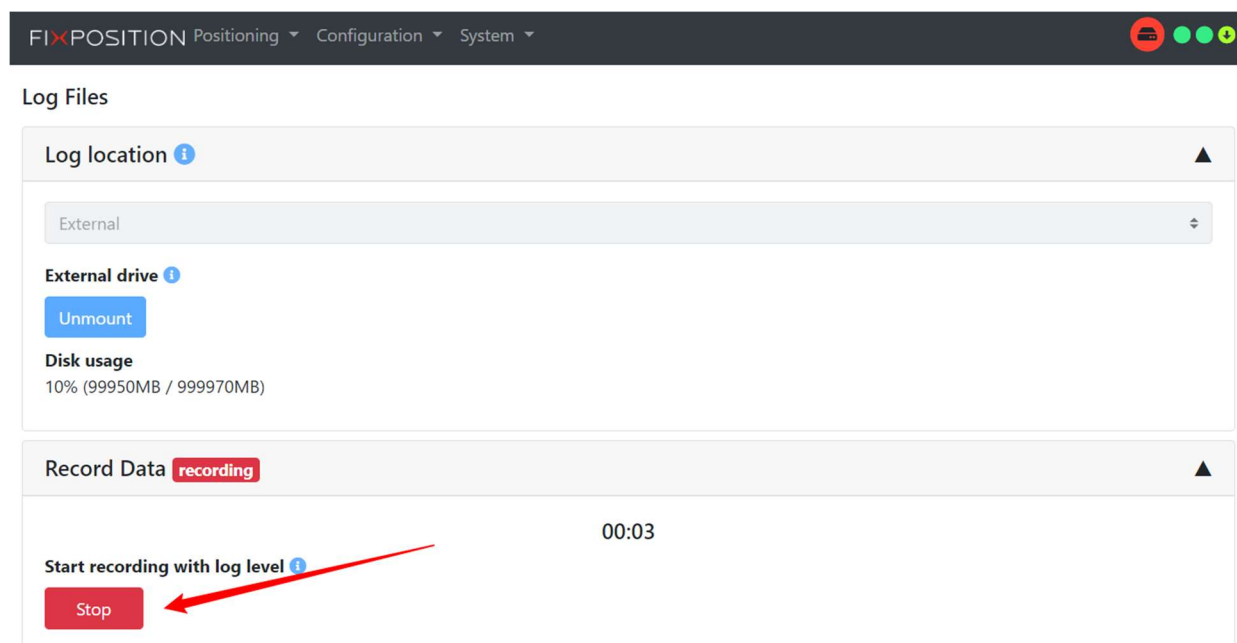 FIXPOSITION Positioning Configuration System
Log Files
Log location
External
External drive
Unmount
Disk usage
10% (99950MB / 999970MB)
Record Data recording
00:03
Start recording with log level
Stop